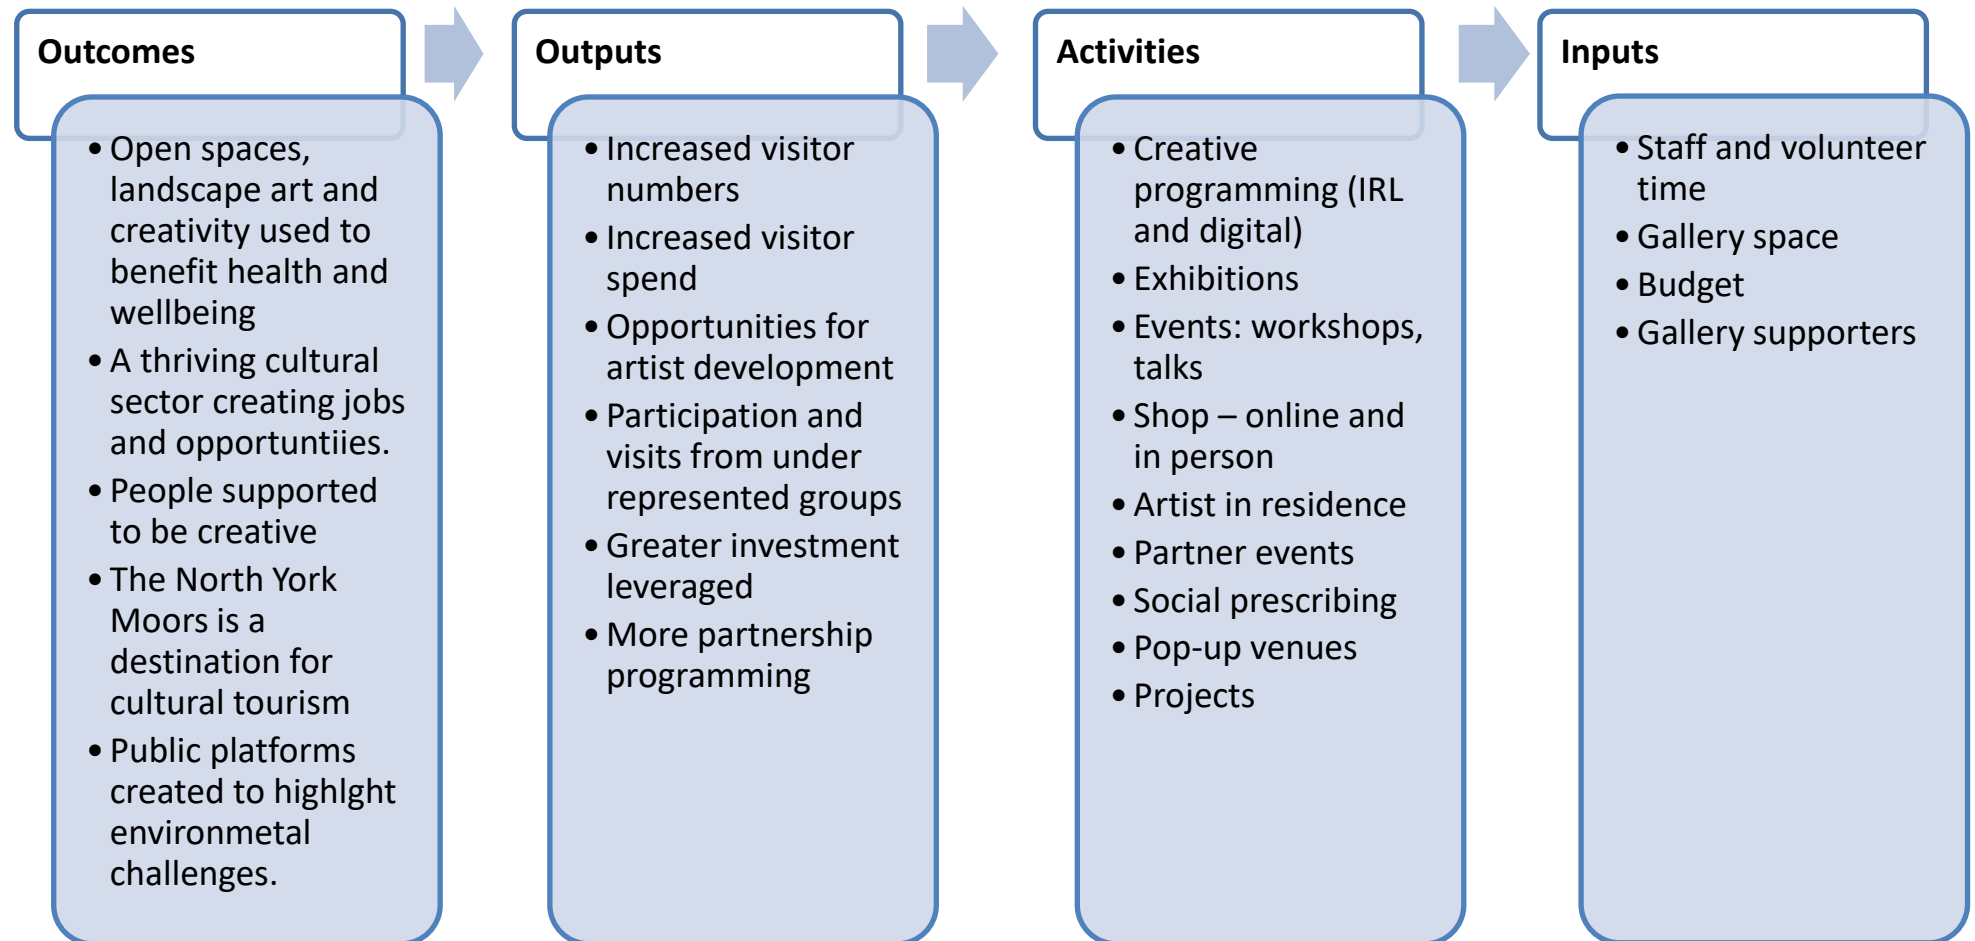 Outcomes
• Open spaces,
landscape art and
creativity used to
benefit health and
wellbeing
• A thriving cultural
sector creating jobs
and opportuntiies.
• People supported
to be creative
• The North York
Moors is a
destination for
cultural tourism
• Public platforms
created to highlght
environmetal
challenges.
Outputs
• Increased visitor
numbers
• Increased visitor
spend
• Opportunities for
artist development
• Participation and
visits from under
represented groups
• Greater investment
leveraged
• More partnership
programming
Activities
• Creative
programming (IRL
and digital)
• Exhibitions
• Events: workshops,
talks
• Shop – online and
in person
• Artist in residence
• Partner events
• Social prescribing
• Pop-up venues
• Projects
Inputs
• Staff and volunteer
time
• Gallery space
• Budget
• Gallery supporters